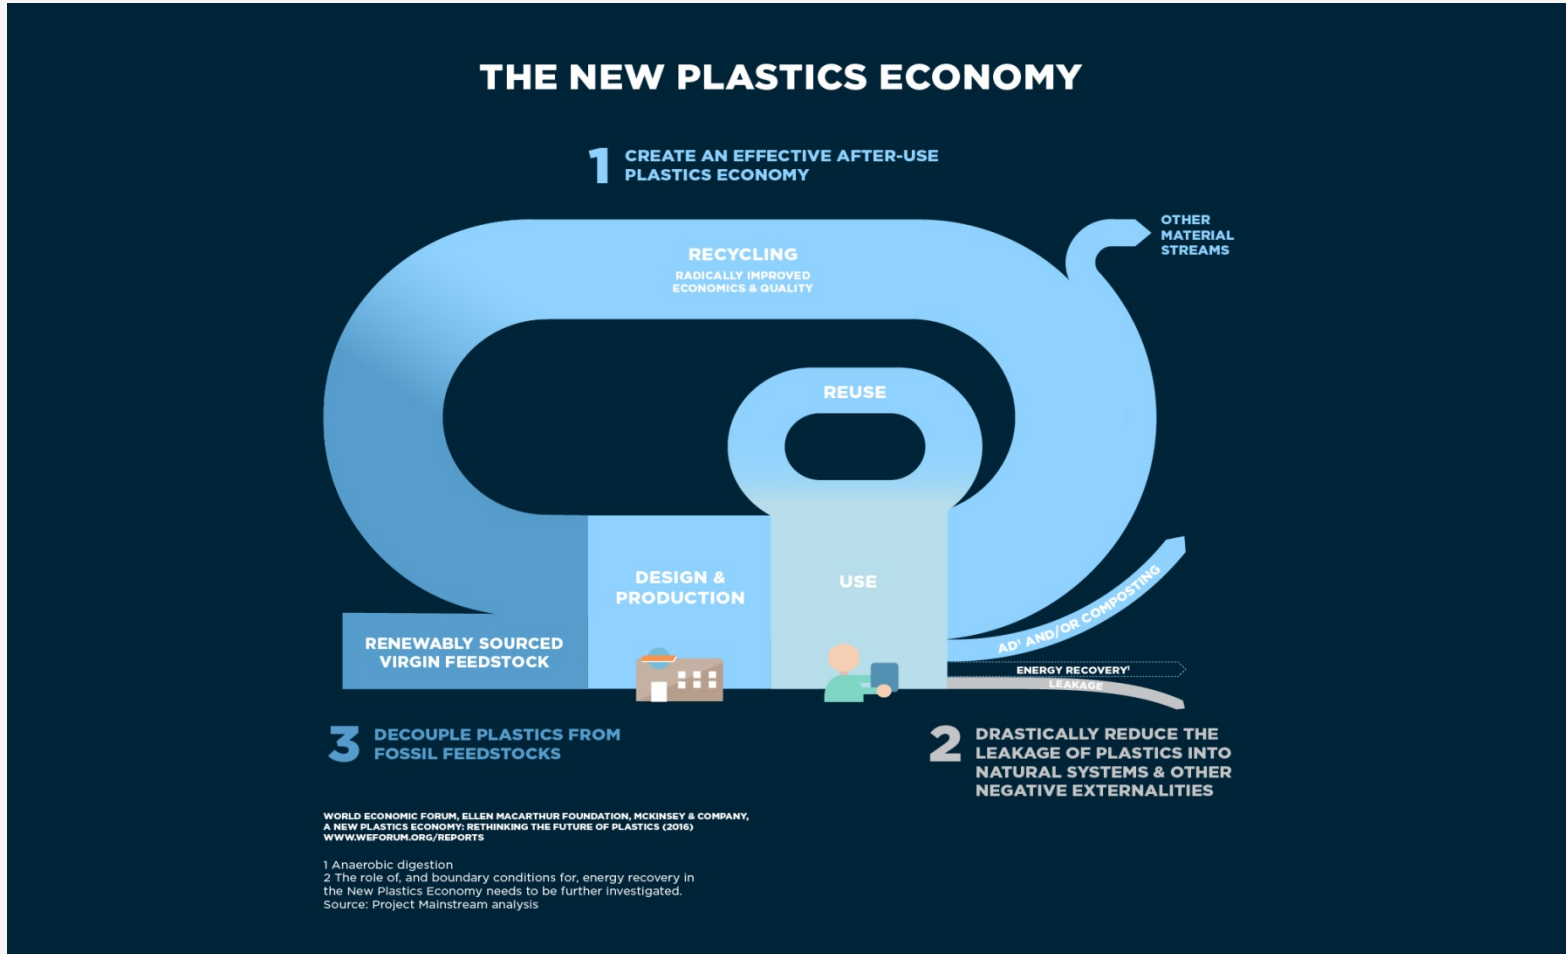 THE NEW PLASTICS ECONOMY
1 CREATE AN EFFECTIVE AFTER-USE
PLASTICS ECONOMY
OTHER
MATERIAL
STREAMS
RECYCLING
RADICALLY IMPROVED
ECONOMICS & QUALITY
REUSE
DESIGN &
PRODUCTION
USE
RENEWABLY SOURCED
VIRGIN FEEDSTOCK
AD¹ AND/OR COMPOSTING
ENERGY RECOVERY¹
LEAKAGE
3 DECOUPLE PLASTICS FROM
FOSSIL FEEDSTOCKS
2 DRASTICALLY REDUCE THE
LEAKAGE OF PLASTICS INTO
NATURAL SYSTEMS & OTHER
NEGATIVE EXTERNALITIES
WORLD ECONOMIC FORUM, ELLEN MACARTHUR FOUNDATION, MCKINSEY & COMPANY,
A NEW PLASTICS ECONOMY: RETHINKING THE FUTURE OF PLASTICS (2016)
WWW.WEFORUM.ORG/REPORTS
1 Anaerobic digestion
2 The role of, and boundary conditions for, energy recovery in
the New Plastics Economy needs to be further investigated.
Source: Project Mainstream analysis